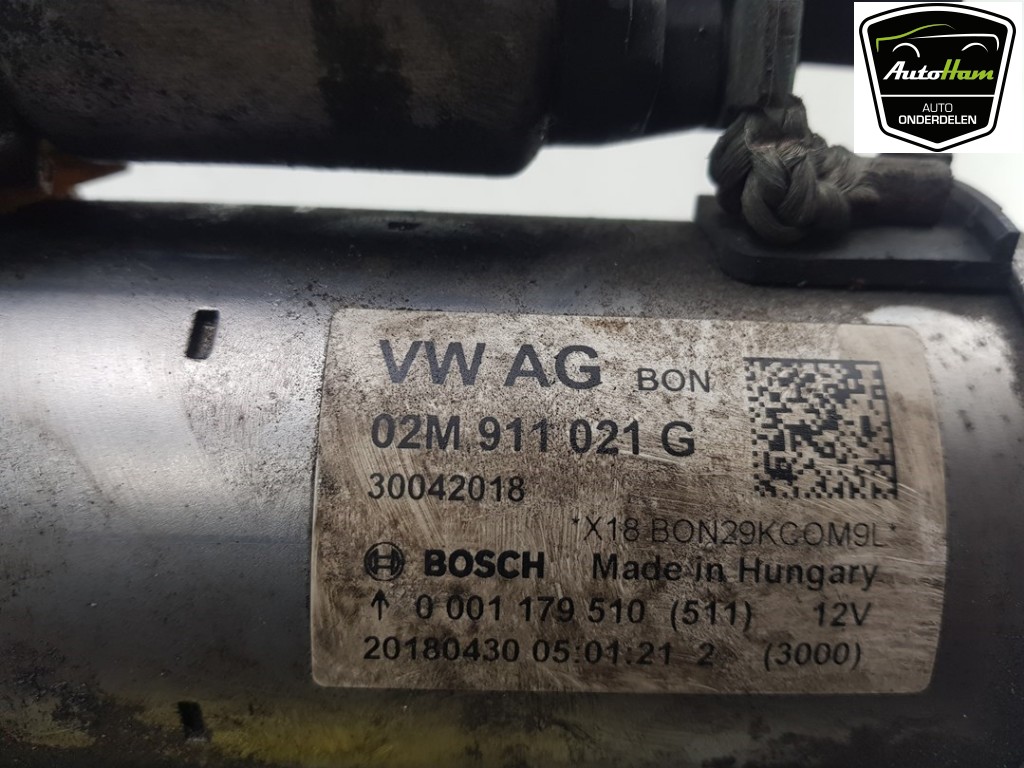 AutoHam
AUTO
ONDERDELEN
VW AG BON
02M 911 021 G
30042018
*X18 BON29KCOM9L*
BOSCH Made in Hungary
↑ 0 001 179 510 (511) 12V
20180430 05:01:21 2 (3000)